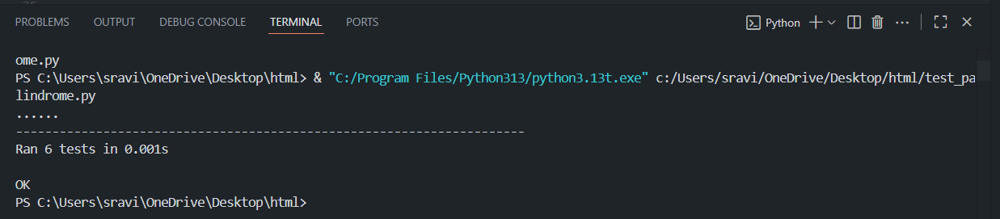 PROBLEMS OUTPUT DEBUG CONSOLE TERMINAL PORTS Python
ome.py
PS C:\Users\sravi\OneDrive\Desktop\html> & "C:/Program Files/Python313/python3.13t.exe" c:/Users/sravi/OneDrive/Desktop/html/test_pa
lindrome.py
......
----------------------------------------------------------------------
Ran 6 tests in 0.001s
OK
PS C:\Users\sravi\OneDrive\Desktop\html>